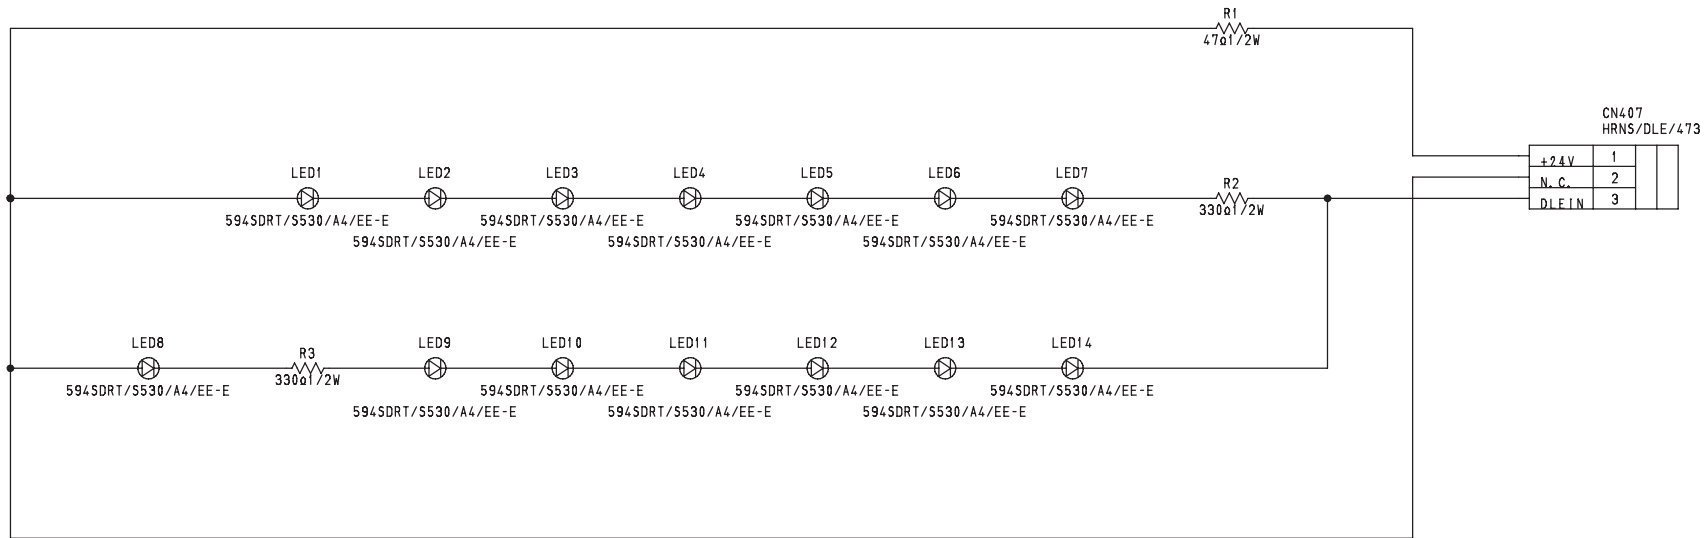 R1
47Ω1/2W
CN407
HRNS/DLE/473
+24V 1
N.C. 2
DLEIN 3
LED1 LED2 LED3 LED4 LED5 LED6 LED7
R2
330Ω1/2W
594SDRT/S530/A4/EE-E 594SDRT/S530/A4/EE-E 594SDRT/S530/A4/EE-E 594SDRT/S530/A4/EE-E
594SDRT/S530/A4/EE-E 594SDRT/S530/A4/EE-E 594SDRT/S530/A4/EE-E
LED8
R3
LED9 LED10 LED11 LED12 LED13 LED14
330Ω1/2W
594SDRT/S530/A4/EE-E 594SDRT/S530/A4/EE-E 594SDRT/S530/A4/EE-E 594SDRT/S530/A4/EE-E
594SDRT/S530/A4/EE-E 594SDRT/S530/A4/EE-E 594SDRT/S530/A4/EE-E